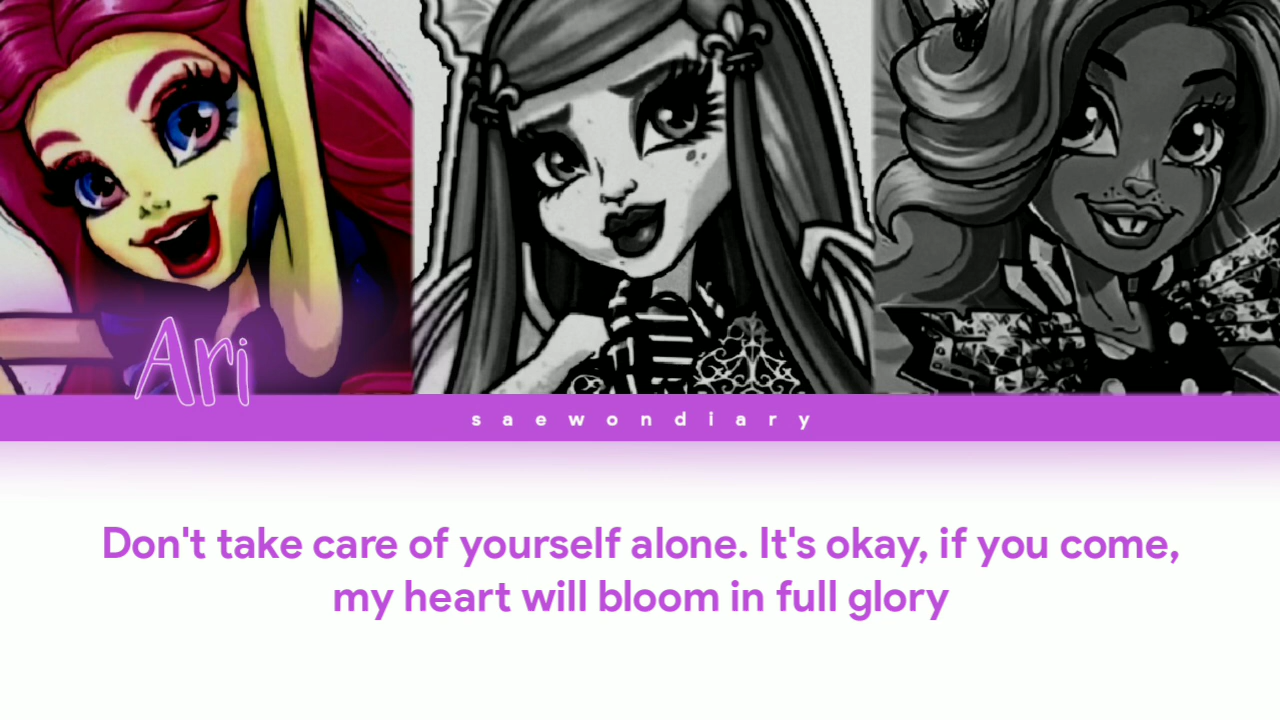 Ari
saewondiary
Don't take care of yourself alone. It's okay, if you come,
my heart will bloom in full glory